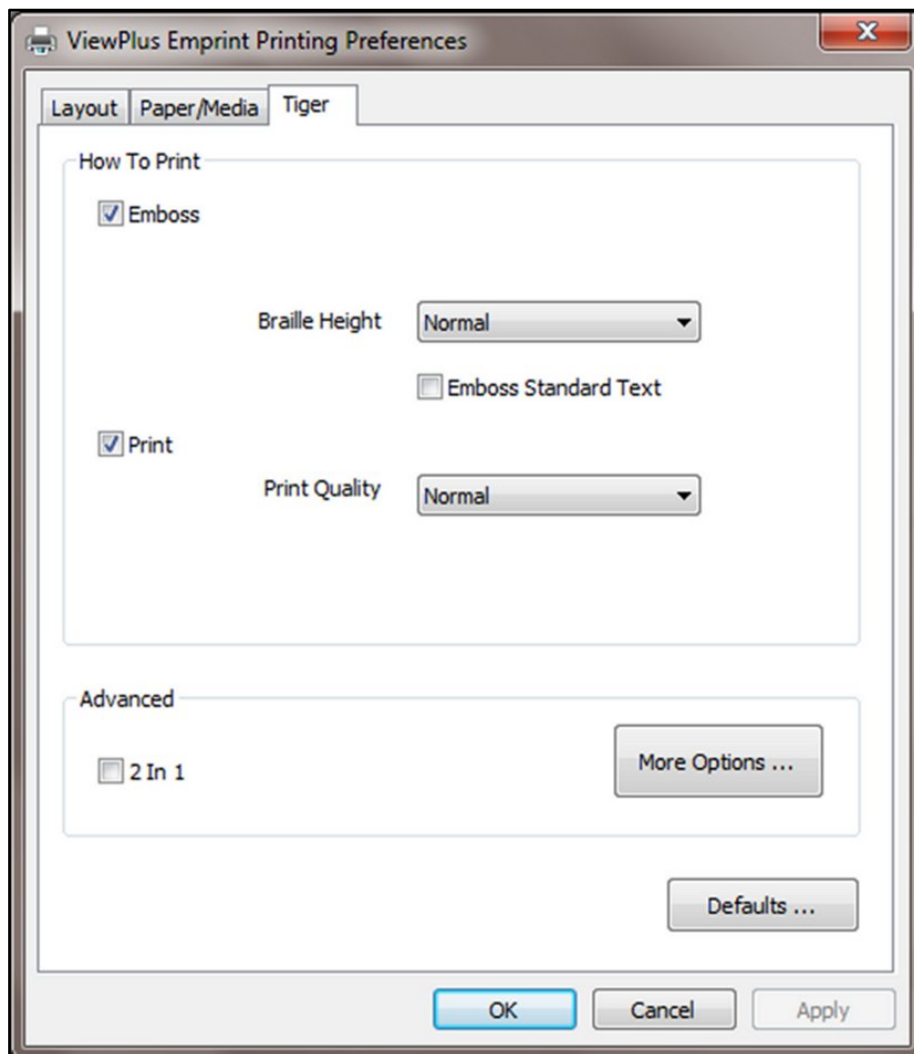 ViewPlus Emprint Printing Preferences
Layout Paper/Media Tiger
How To Print
Emboss
Braille Height Normal
Emboss Standard Text
Print
Print Quality Normal
Advanced
2 In 1 More Options ...
Defaults ...
OK Cancel Apply